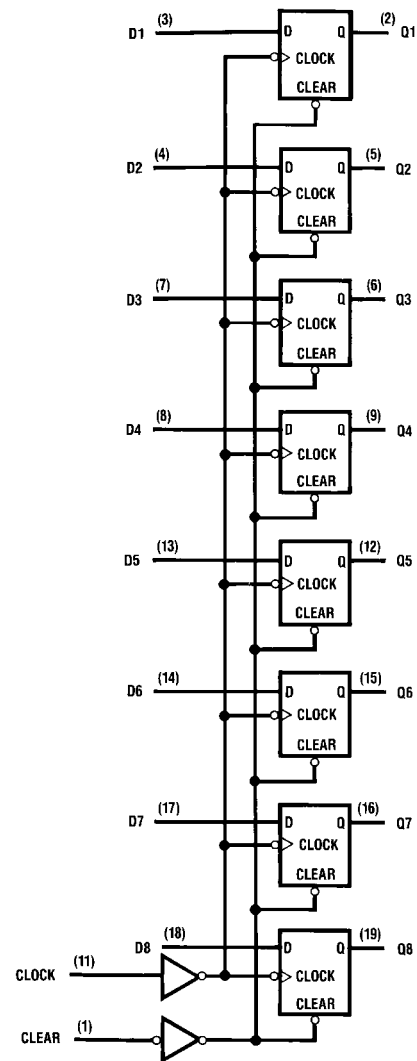 D1 (3) D Q (2) Q1
CLOCK
CLEAR
D2 (4) D Q (5) Q2
CLOCK
CLEAR
D3 (7) D Q (6) Q3
CLOCK
CLEAR
D4 (8) D Q (9) Q4
CLOCK
CLEAR
D5 (13) D Q (12) Q5
CLOCK
CLEAR
D6 (14) D Q (15) Q6
CLOCK
CLEAR
D7 (17) D Q (16) Q7
CLOCK
CLEAR
D8 (18) D Q (19) Q8
CLOCK (11) CLOCK
CLEAR
CLEAR (1)